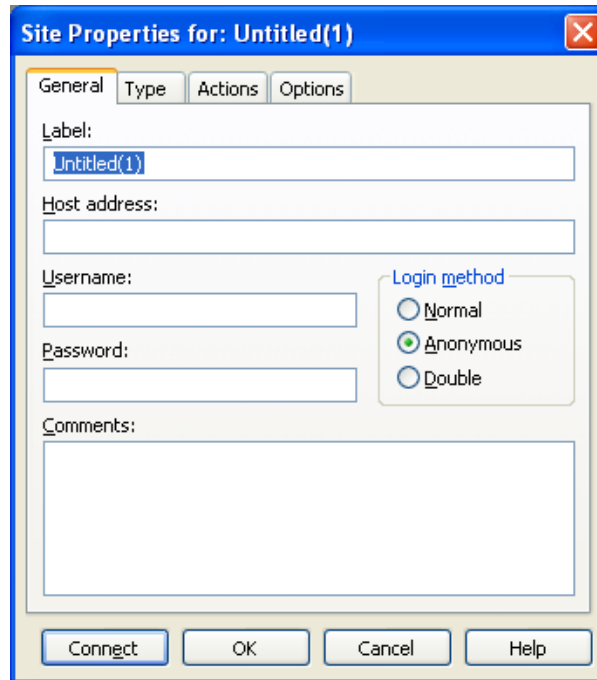 Site Properties for: Untitled(1)
General Type Actions Options
Label:
Untitled(1)
Host address:
Username:
Login method
Normal
Password:
Anonymous
Double
Comments:
Connect OK Cancel Help